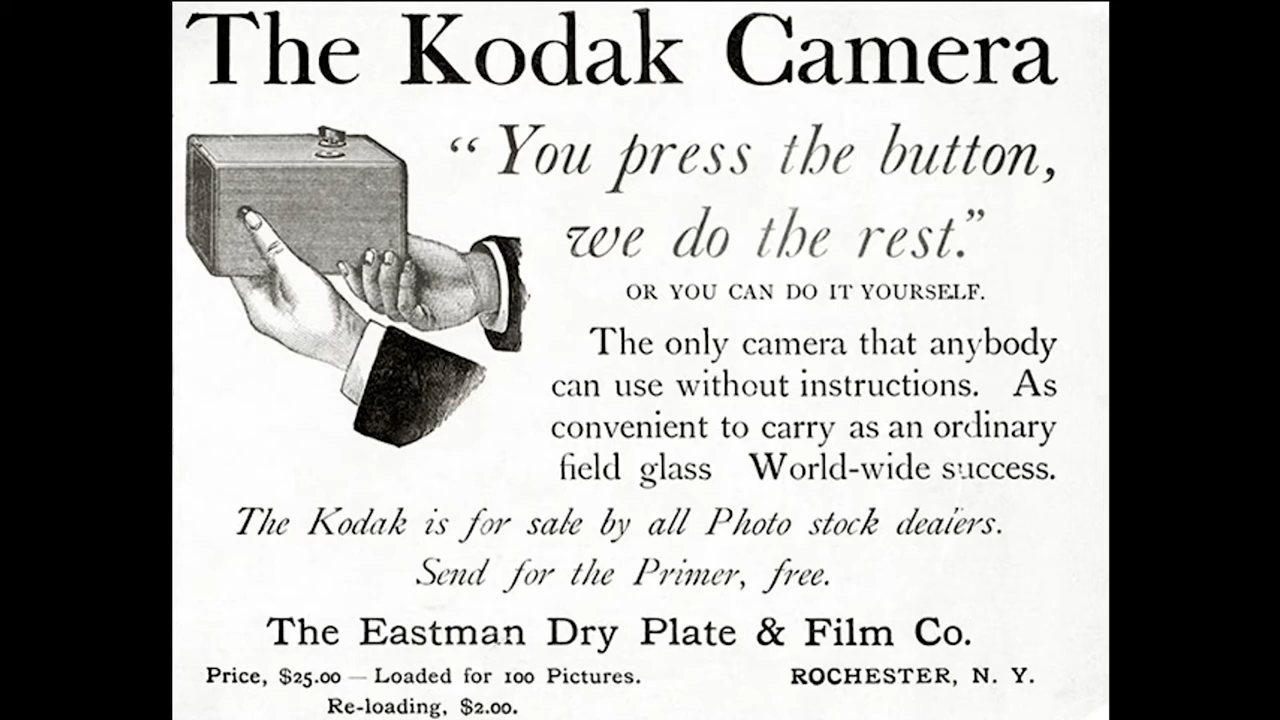 The Kodak Camera
“ You press the button,
we do the rest.”
OR YOU CAN DO IT YOURSELF.
The only camera that anybody
can use without instructions. As
convenient to carry as an ordinary
field glass World-wide success.
The Kodak is for sale by all Photo stock dealers.
Send for the Primer, free.
The Eastman Dry Plate & Film Co.
Price, $25.00 — Loaded for 100 Pictures. ROCHESTER, N. Y.
Re-loading, $2.00.